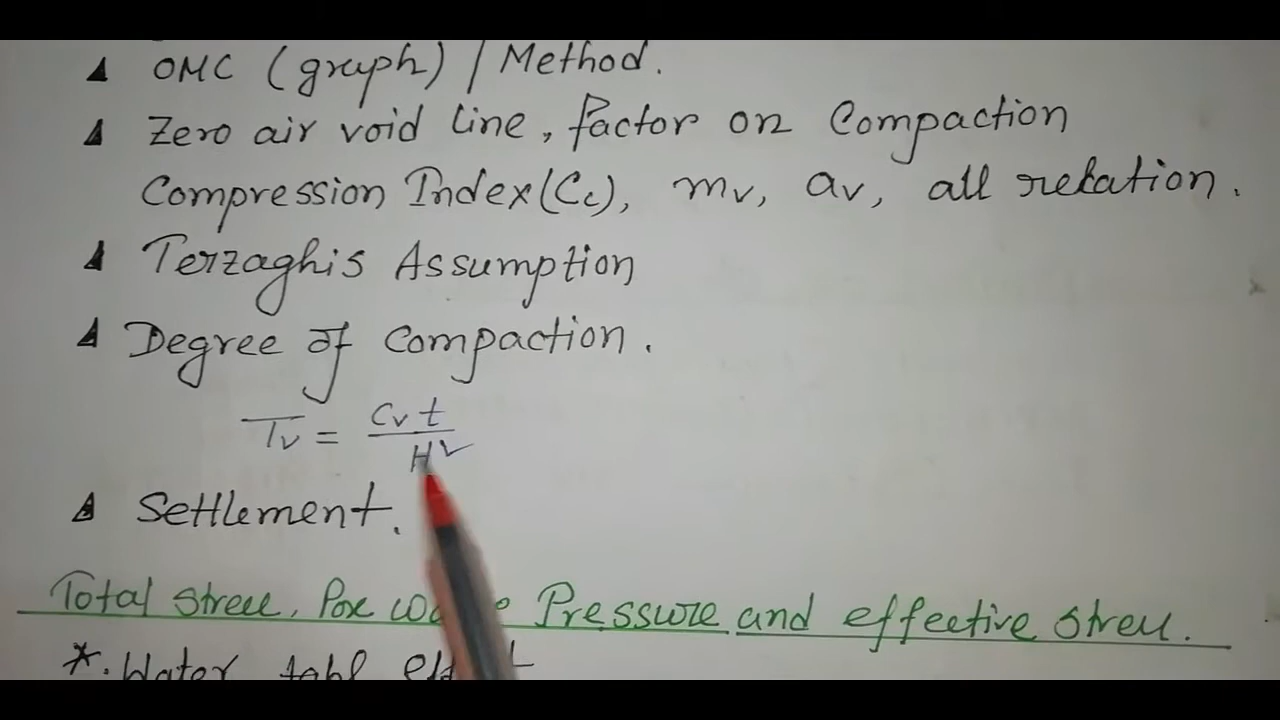 OMC (graph) / Method.
Zero air void line, factor on Compaction
Compression Index (Cc), mv, av, all relation.
Terzaghis Assumption
Degree of Compaction.
Tv = Cv t / H²
Settlement.
Total stress, Pore Pressure and effective stress.
*. Water